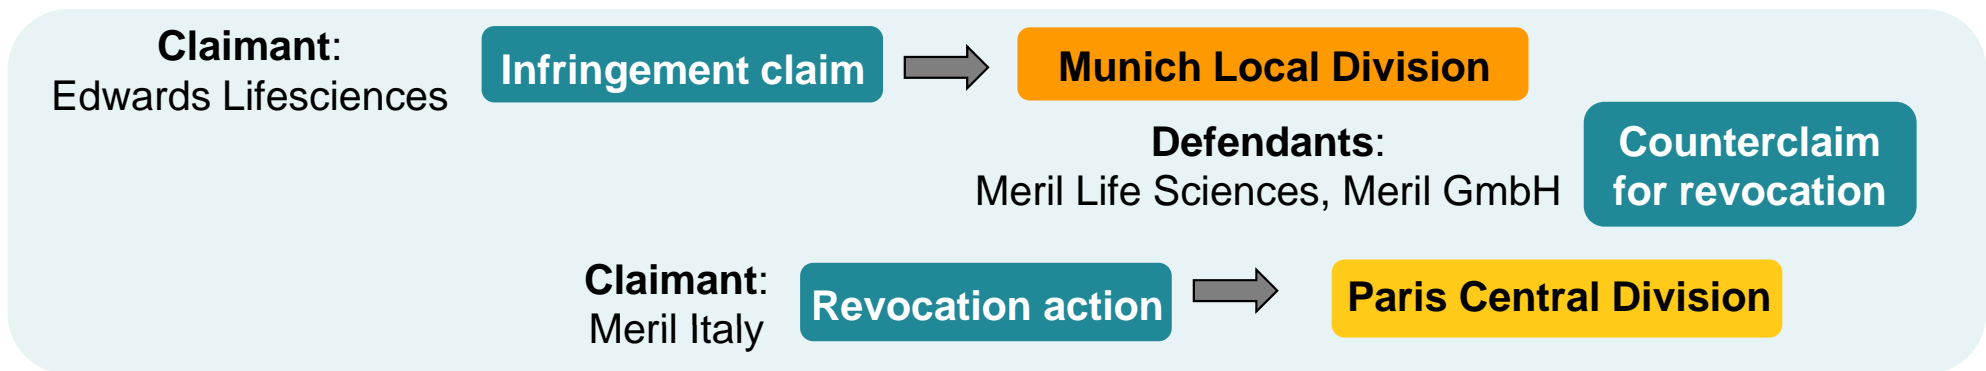 Claimant:
Edwards Lifesciences
Infringement claim
Munich Local Division
Defendants:
Meril Life Sciences, Meril GmbH
Counterclaim
for revocation
Claimant:
Meril Italy
Revocation action
Paris Central Division